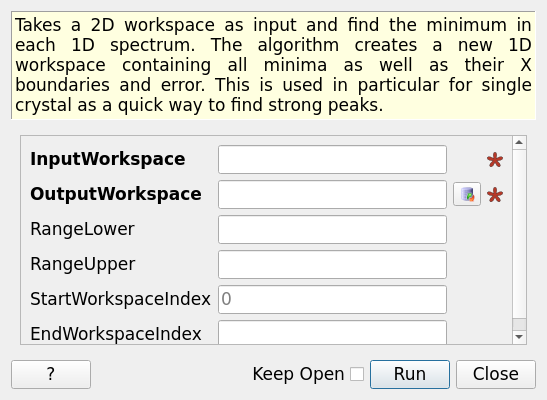 Takes a 2D workspace as input and find the minimum in
each 1D spectrum. The algorithm creates a new 1D
workspace containing all minima as well as their X
boundaries and error. This is used in particular for single
crystal as a quick way to find strong peaks.
InputWorkspace *
OutputWorkspace *
RangeLower
RangeUpper
StartWorkspaceIndex 0
EndWorkspaceIndex
? Keep Open Run Close